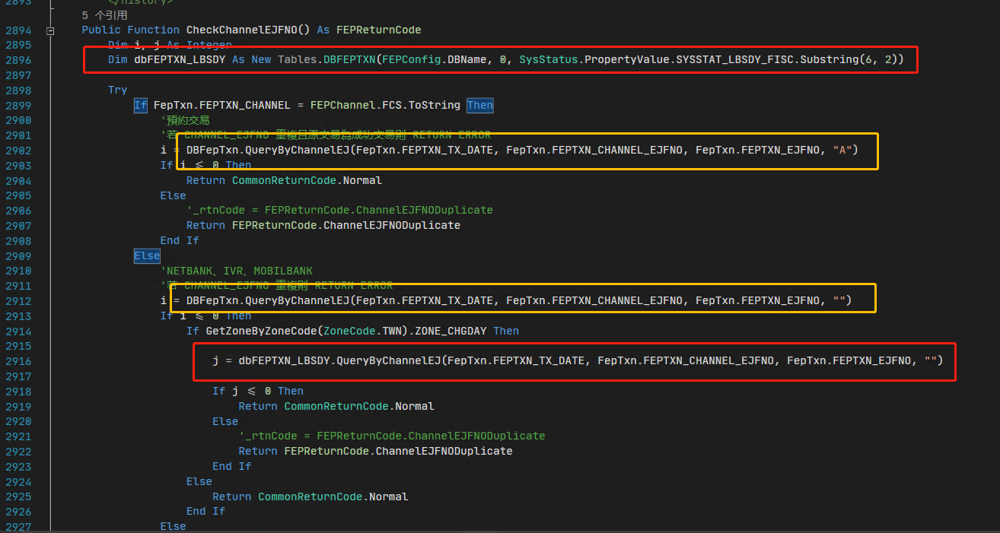 2893 </history>
5 个引用
2894 Public Function CheckChannelEJFNO() As FEPReturnCode
2895 Dim i, j As Integer
2896 Dim dbFEPTXN_LBSDY As New Tables.DBFEPTXN(FEPConfig.DBName, 0, SysStatus.PropertyValue.SYSSTAT_LBSDY_FISC.Substring(6, 2))
2897
2898 Try
2899 If FepTxn.FEPTXN_CHANNEL = FEPChannel.FCS.ToString Then
2900 '預約交易
2901 '若 CHANNEL_EJFNO 重複且原交易為成功交易則 RETURN ERROR
2902 i = DBFepTxn.QueryByChannelEJ(FepTxn.FEPTXN_TX_DATE, FepTxn.FEPTXN_CHANNEL_EJFNO, FepTxn.FEPTXN_EJFNO, "A")
2903 If i ≤ 0 Then
2904 Return CommonReturnCode.Normal
2905 Else
2906 '_rtnCode = FEPReturnCode.ChannelEJFNODuplicate
2907 Return FEPReturnCode.ChannelEJFNODuplicate
2908 End If
2909 Else
2910 'NETBANK、IVR、MOBILBANK
2911 '若 CHANNEL_EJFNO 重複則 RETURN ERROR
2912 i = DBFepTxn.QueryByChannelEJ(FepTxn.FEPTXN_TX_DATE, FepTxn.FEPTXN_CHANNEL_EJFNO, FepTxn.FEPTXN_EJFNO, "")
2913 If i ≤ 0 Then
2914 If GetZoneByZoneCode(ZoneCode.TWN).ZONE_CHGDAY Then
2915
2916 j = dbFEPTXN_LBSDY.QueryByChannelEJ(FepTxn.FEPTXN_TX_DATE, FepTxn.FEPTXN_CHANNEL_EJFNO, FepTxn.FEPTXN_EJFNO, "")
2917
2918 If j ≤ 0 Then
2919 Return CommonReturnCode.Normal
2920 Else
2921 '_rtnCode = FEPReturnCode.ChannelEJFNODuplicate
2922 Return FEPReturnCode.ChannelEJFNODuplicate
2923 End If
2924 Else
2925 Return CommonReturnCode.Normal
2926 End If
2927 Else